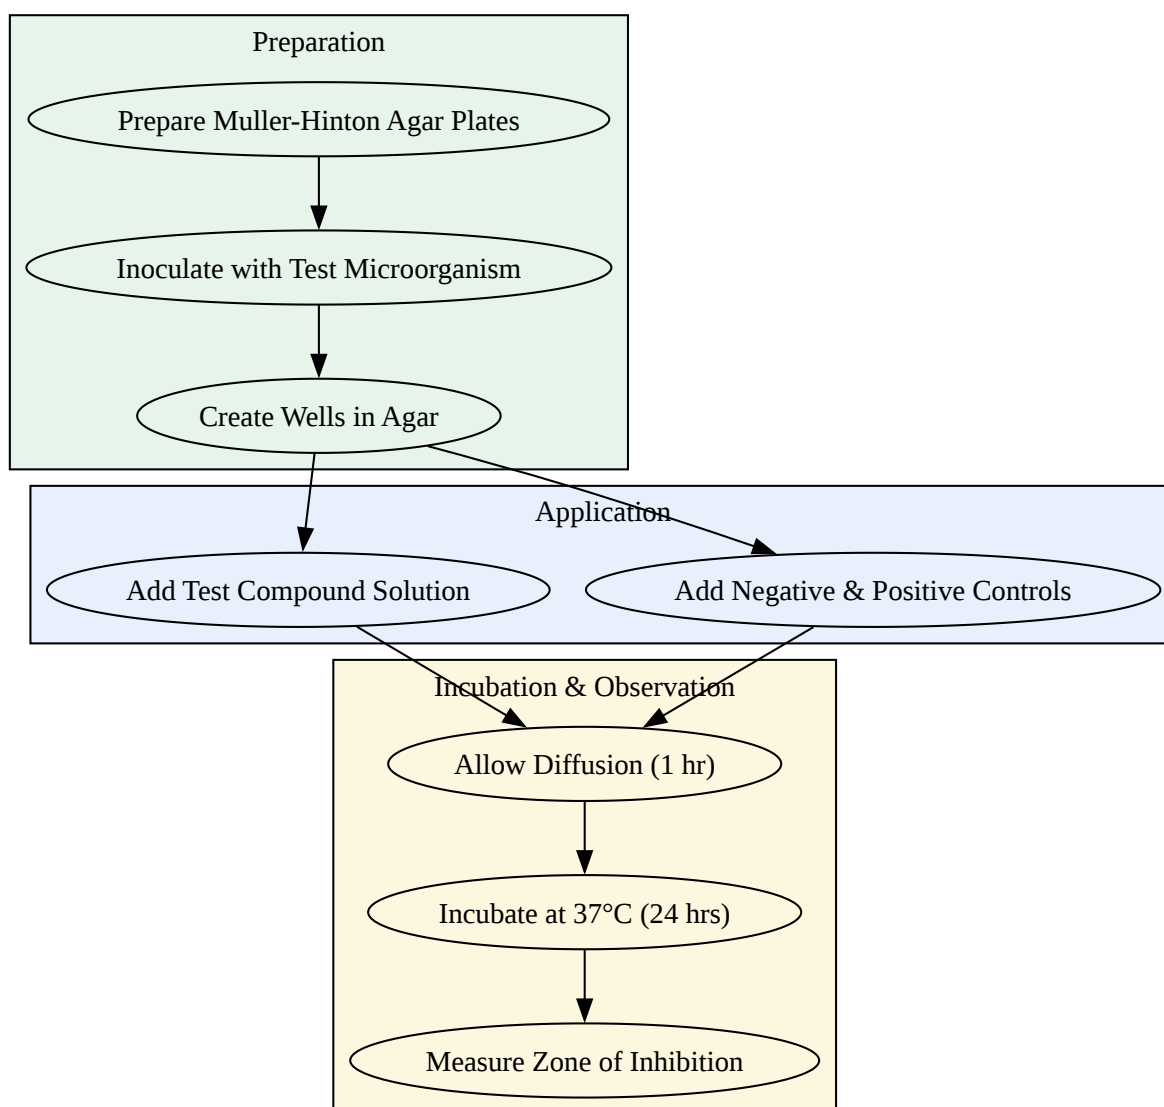 Preparation
Prepare Muller-Hinton Agar Plates
Inoculate with Test Microorganism
Create Wells in Agar
Application
Add Test Compound Solution
Add Negative & Positive Controls
Incubation & Observation
Allow Diffusion (1 hr)
Incubate at 37°C (24 hrs)
Measure Zone of Inhibition